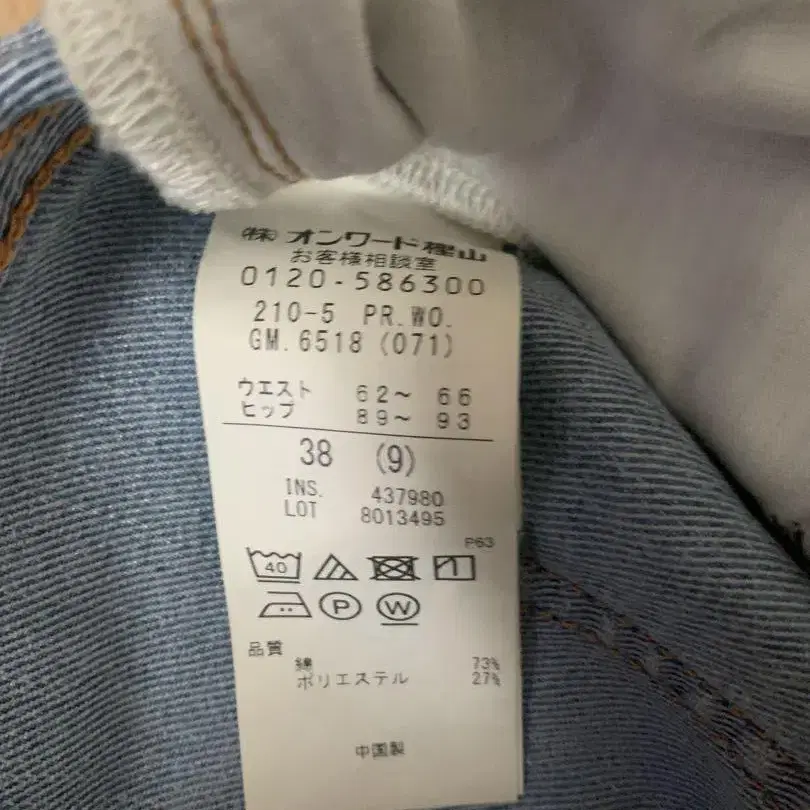 ㈱ オンワード樫山
お客様相談室
0120-586300
210-5 PR.WO.
GM.6518 (071)
ウエスト 62～ 66
ヒップ 89～ 93
38 (9)
INS. 437980
LOT 8013495
P63
40
P W
品質
綿 73%
ポリエステル 27%
中国製